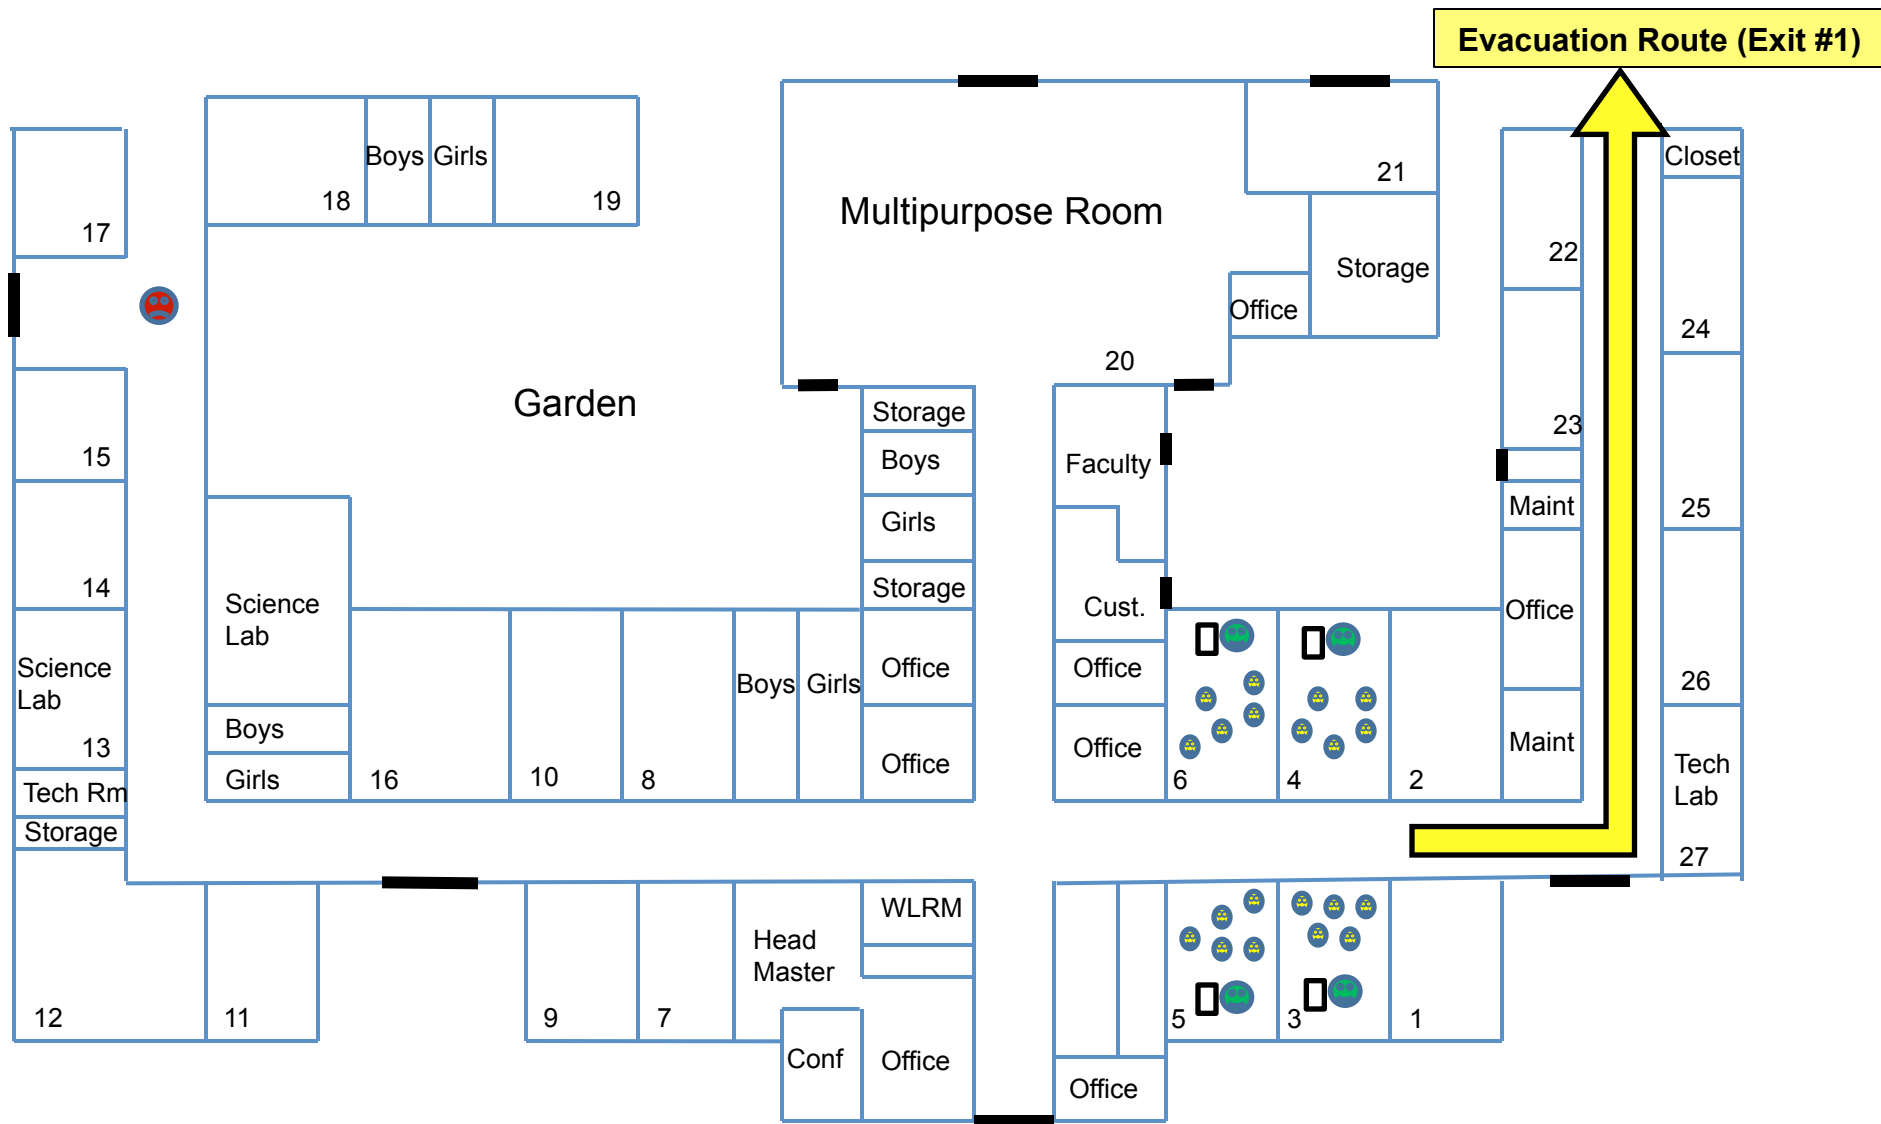 Evacuation Route (Exit #1)
Boys
Girls
18
19
17
Multipurpose Room
21
Storage
Office
20
Closet
22
24
23
25
Maint
Office
26
Maint
Tech
Lab
27
15
14
Science
Lab
13
Tech Rm
Storage
12
11
Garden
Science
Lab
Boys
Girls
16
10
8
Boys
Girls
Storage
Boys
Girls
Storage
Office
Office
Faculty
Cust.
Office
Office
6
4
2
9
7
Head
Master
WLRM
Conf
Office
Office
5
3
1